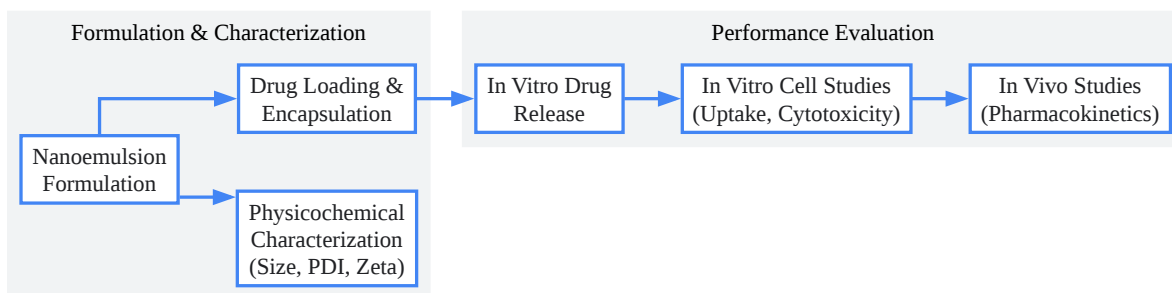 Formulation & Characterization
Nanoemulsion
Formulation
Drug Loading &
Encapsulation
Physicochemical
Characterization
(Size, PDI, Zeta)
Performance Evaluation
In Vitro Drug
Release
In Vitro Cell Studies
(Uptake, Cytotoxicity)
In Vivo Studies
(Pharmacokinetics)